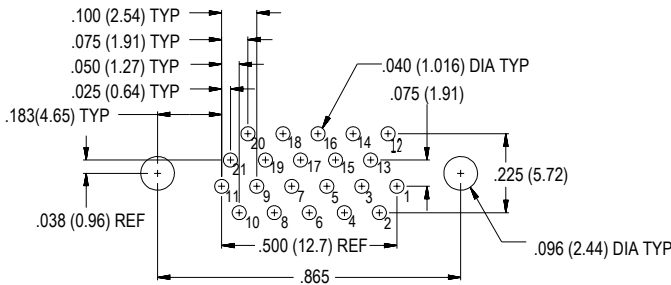 .100 (2.54) TYP
.075 (1.91) TYP
.050 (1.27) TYP
.025 (0.64) TYP
.183(4.65) TYP
.040 (1.016) DIA TYP
.075 (1.91)
20 18 16 14 12
21 19 17 15 13
11 9 7 5 3 1
10 8 6 4 2
.225 (5.72)
.038 (0.96) REF
.500 (12.7) REF
.096 (2.44) DIA TYP
.865